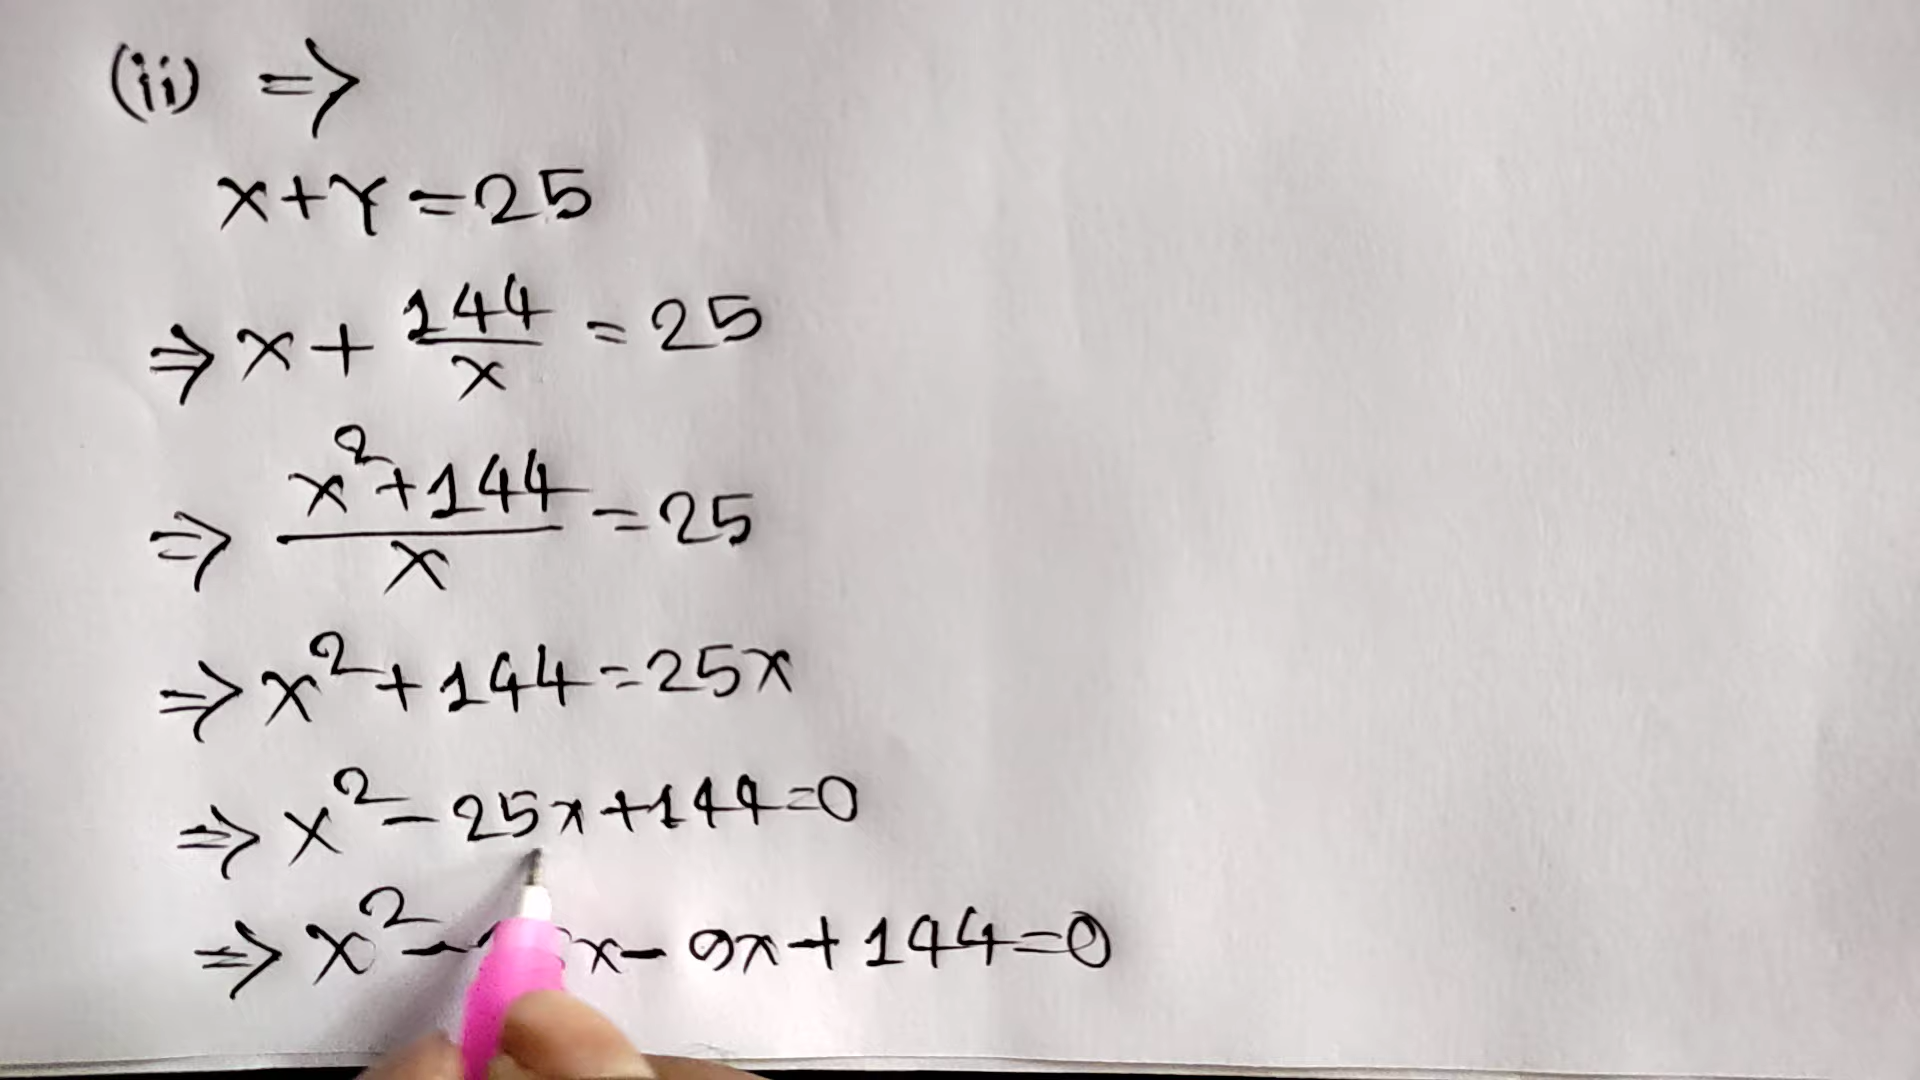 (ii) ⇒
x+Y=25
⇒ x + 144/x = 25
⇒ x²+144/x = 25
⇒ x² + 144 = 25x
⇒ x² - 25x + 144 = 0
⇒ x² - x - 9x + 144 = 0